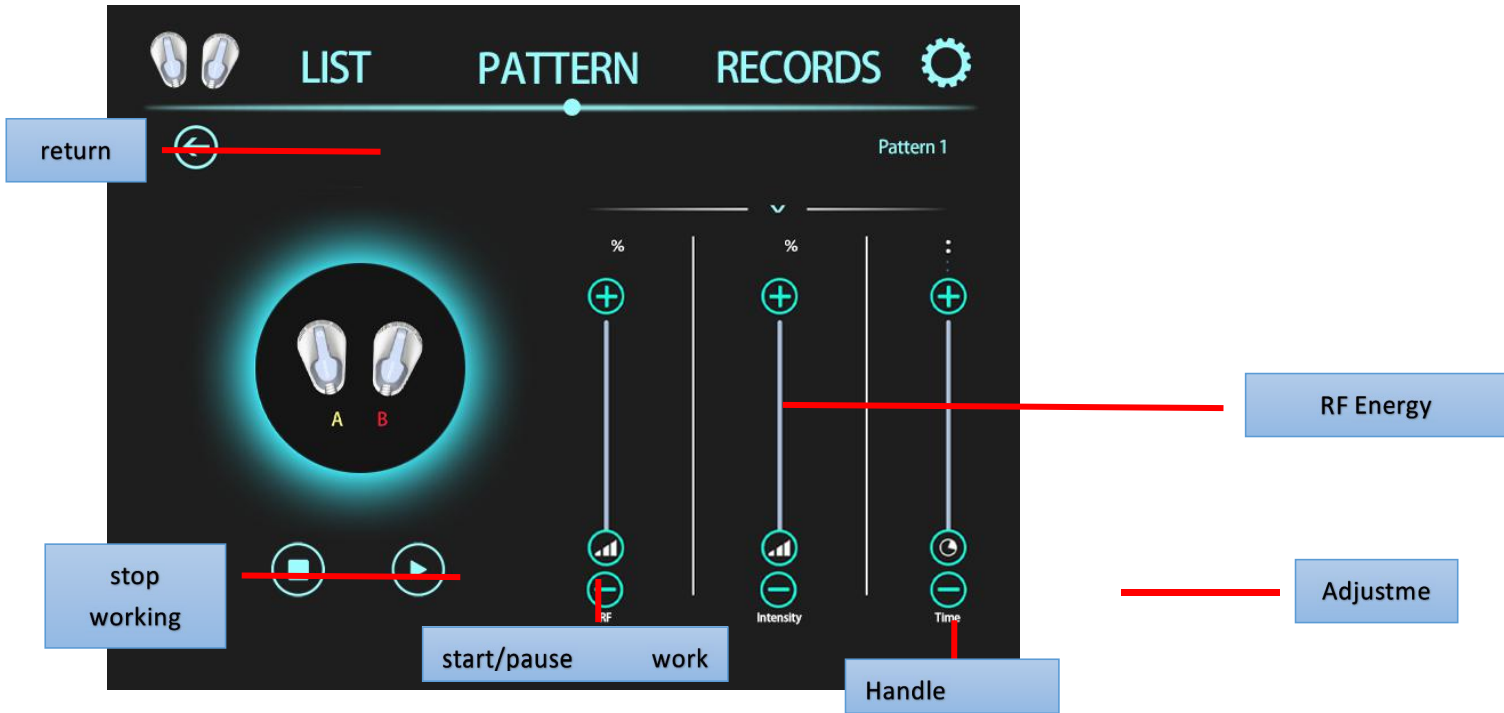 LIST PATTERN RECORDS
return
Pattern 1
% % :
A B
RF Energy
stop
working
Adjustme
RF Intensity Time
start/pause work
Handle